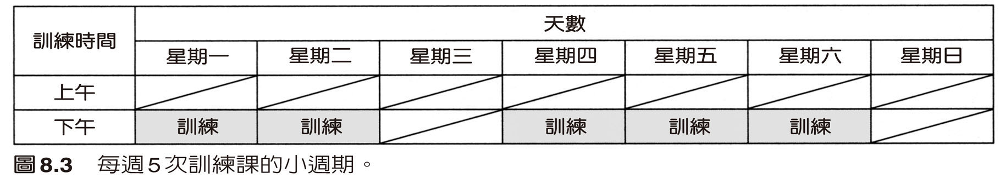 訓練時間 天數
星期一 星期二 星期三 星期四 星期五 星期六 星期日
上午
下午 訓練 訓練 訓練 訓練 訓練
圖8.3 每週5次訓練課的小週期。